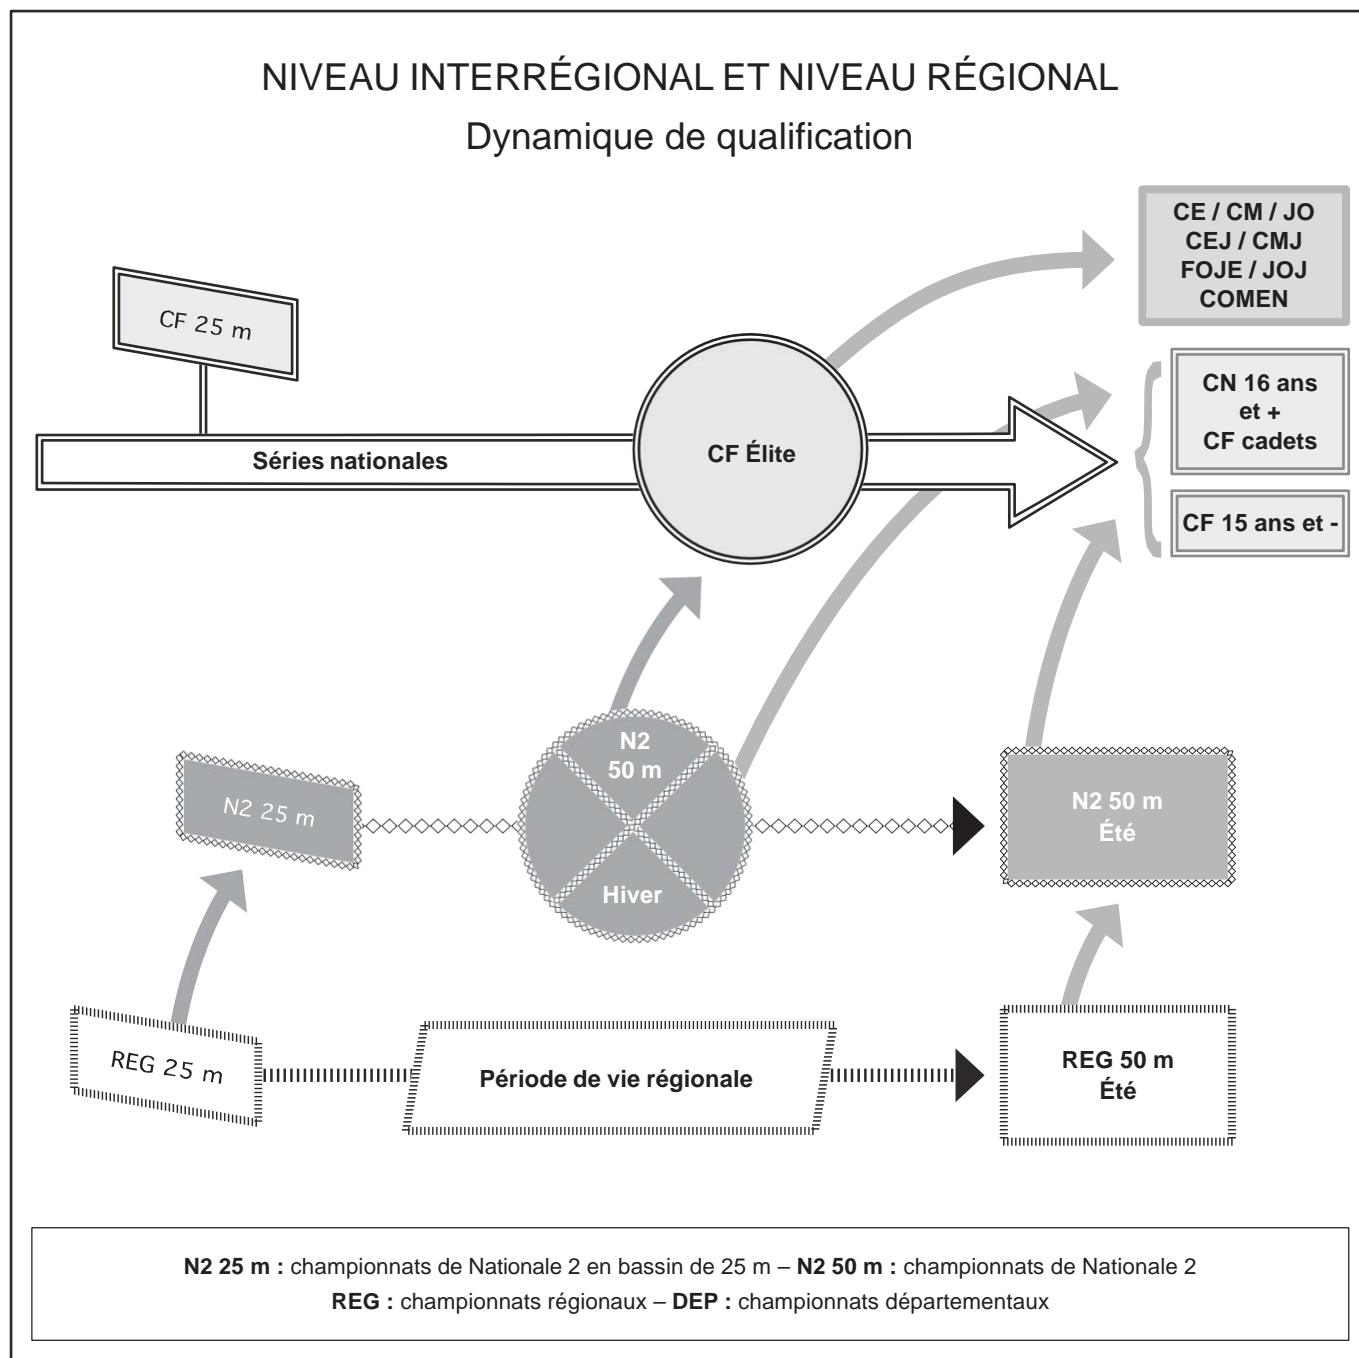 NIVEAU INTERRÉGIONAL ET NIVEAU RÉGIONAL
Dynamique de qualification
CE / CM / JO
CEJ / CMJ
FOJE / JOJ
COMEN
CF 25 m
CN 16 ans
et +
CF cadets
Séries nationales
CF Élite
CF 15 ans et -
N2
50 m
Hiver
N2 25 m
N2 50 m
Été
REG 25 m
Période de vie régionale
REG 50 m
Été
N2 25 m : championnats de Nationale 2 en bassin de 25 m – N2 50 m : championnats de Nationale 2
REG : championnats régionaux – DEP : championnats départementaux